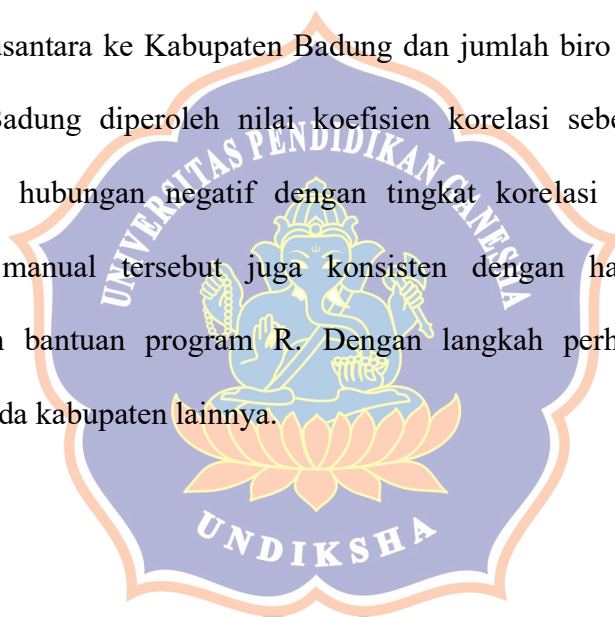 usantara ke Kabupaten Badung dan jumlah biro
Badung diperoleh nilai koefisien korelasi sebe
hubungan negatif dengan tingkat korelasi
manual tersebut juga konsisten dengan ha
bantuan program R. Dengan langkah perh
da kabupaten lainnya.
UNIVERSITAS PENDIDIKAN GANESHA
UNDIKSHA